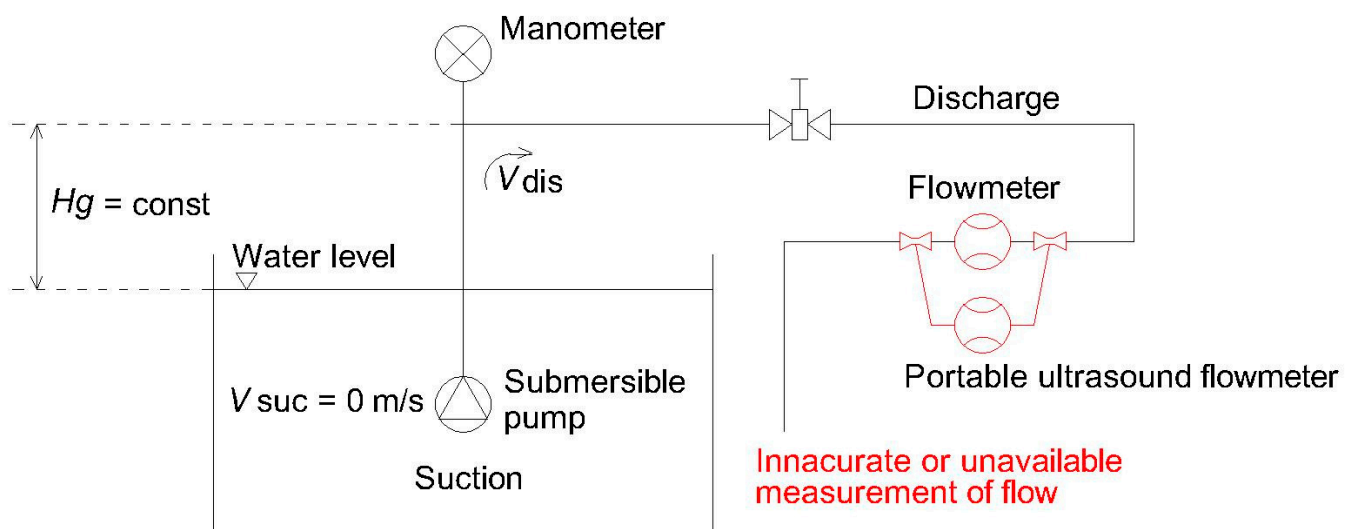 Manometer
Discharge
Vdis
Hg = const
Flowmeter
Water level
V suc = 0 m/s
Submersible
pump
Portable ultrasound flowmeter
Suction
Innacurate or unavailable
measurement of flow